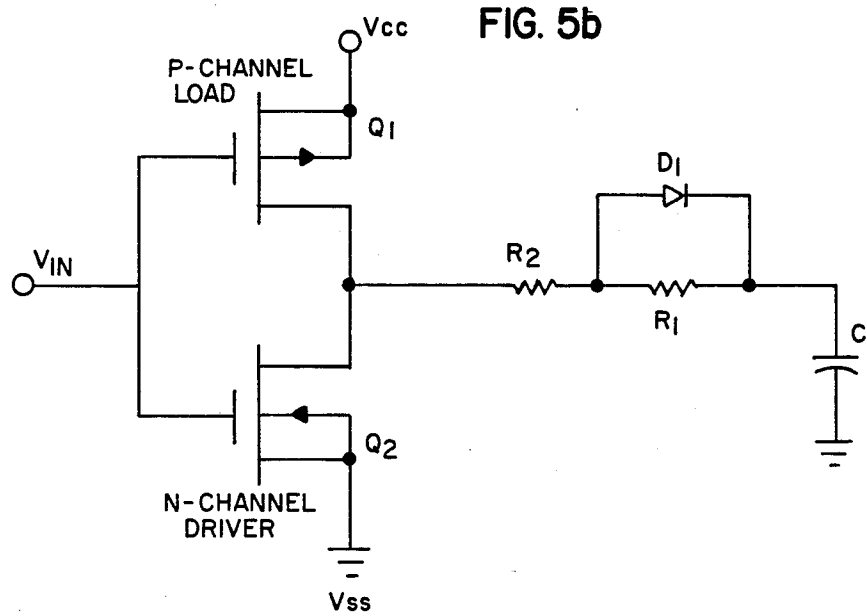 FIG. 5b
Vcc
P-CHANNEL
LOAD
Q1
D1
VIN
R2
R1
C
Q2
N-CHANNEL
DRIVER
Vss